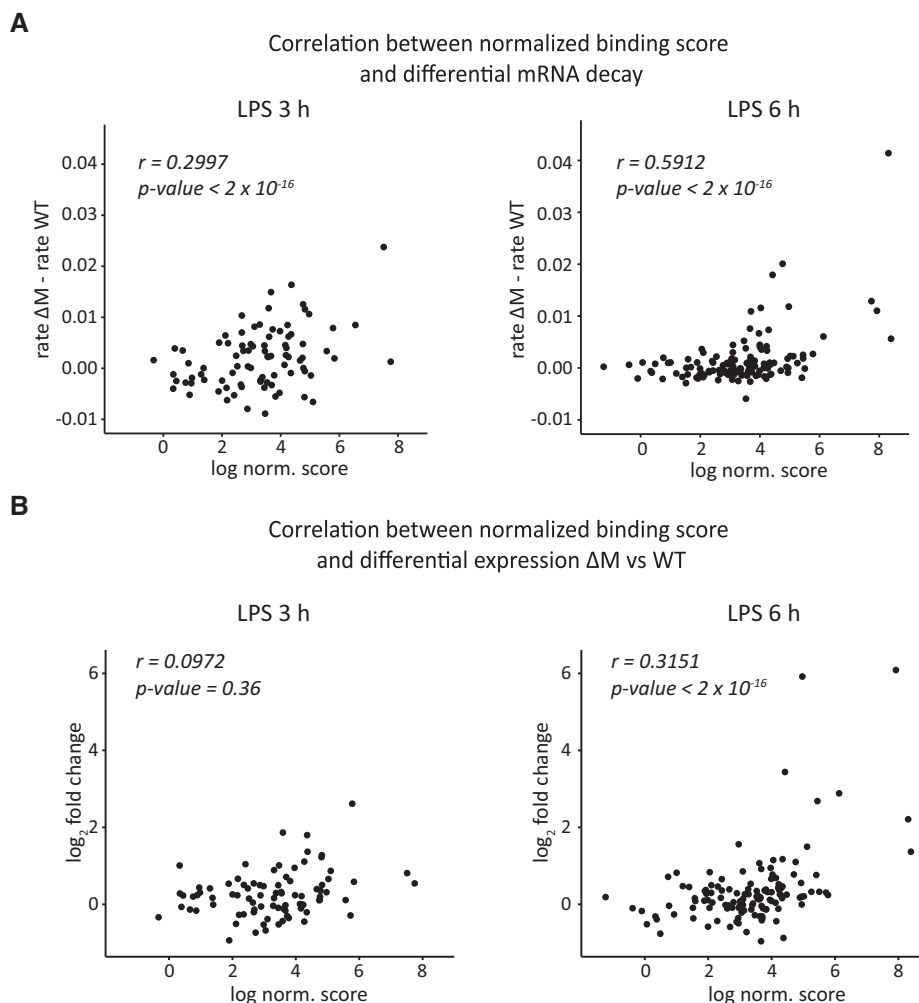 A
Correlation between normalized binding score
and differential mRNA decay
LPS 3 h
r = 0.2997
p-value < 2 x 10⁻¹⁶
rate ΔM - rate WT
0.04
0.03
0.02
0.01
0.00
-0.01
0 2 4 6 8
log norm. score
LPS 6 h
r = 0.5912
p-value < 2 x 10⁻¹⁶
rate ΔM - rate WT
0.04
0.03
0.02
0.01
0.00
-0.01
0 2 4 6 8
log norm. score
B
Correlation between normalized binding score
and differential expression ΔM vs WT
LPS 3 h
r = 0.0972
p-value = 0.36
log₂ fold change
6
4
2
0
0 2 4 6 8
log norm. score
LPS 6 h
r = 0.3151
p-value < 2 x 10⁻¹⁶
log₂ fold change
6
4
2
0
0 2 4 6 8
log norm. score